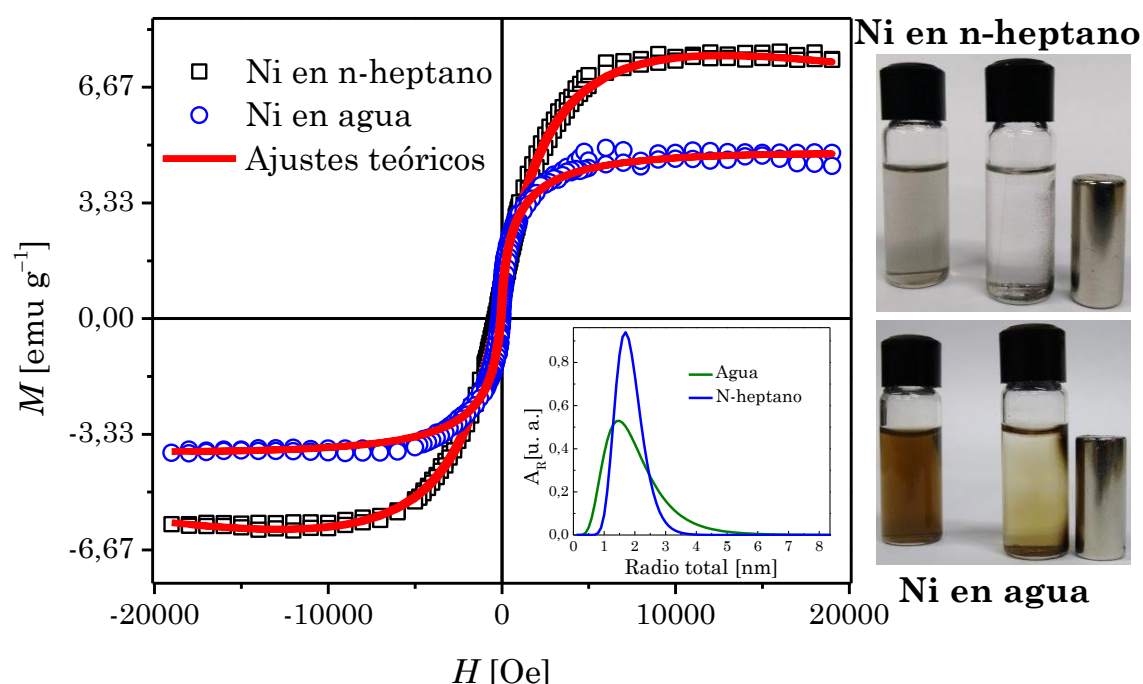 Ni en n-heptano
Ni en agua
Ajustes teóricos
6,67
3,33
0,00
-3,33
-6,67
M [emu g⁻¹]
-20000 -10000 0 10000 20000
H [Oe]
Agua
N-heptano
0,8
0,6
0,4
0,2
0,0
A_R[u. a.]
0 1 2 3 4 5 6 7 8
Radio total [nm]
Ni en n-heptano
Ni en agua